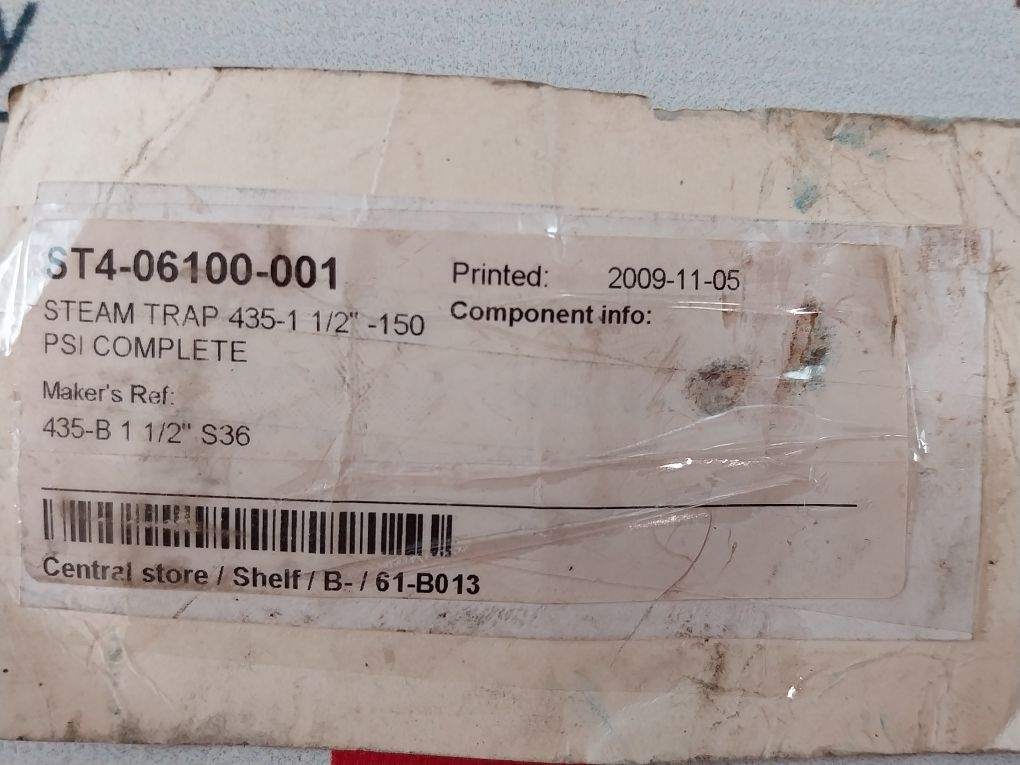 ST4-06100-001
STEAM TRAP 435-1 1/2" -150
PSI COMPLETE
Maker's Ref:
435-B 1 1/2" S36
Printed: 2009-11-05
Component info:
Central store / Shelf / B- / 61-B013